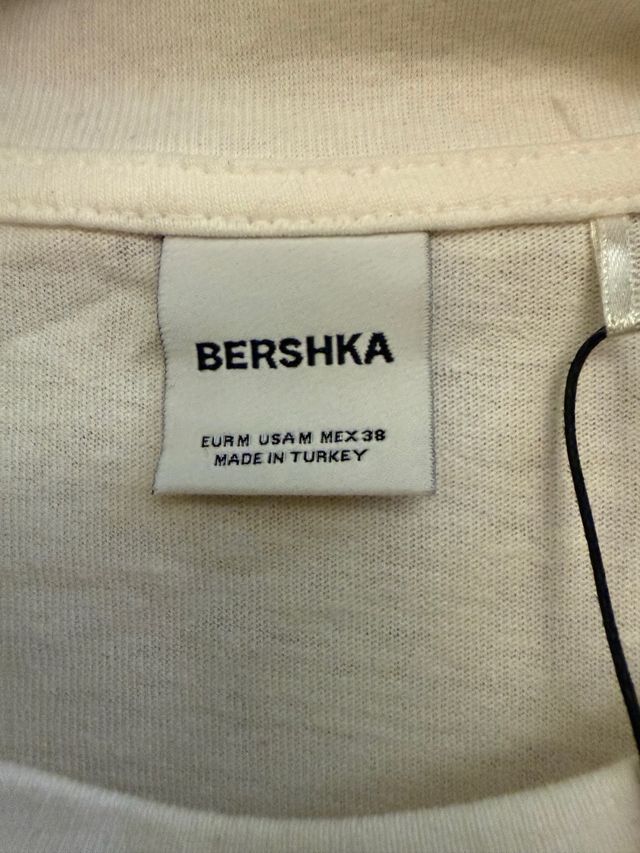 BERSHKA
EUR M USA M MEX 38
MADE IN TURKEY